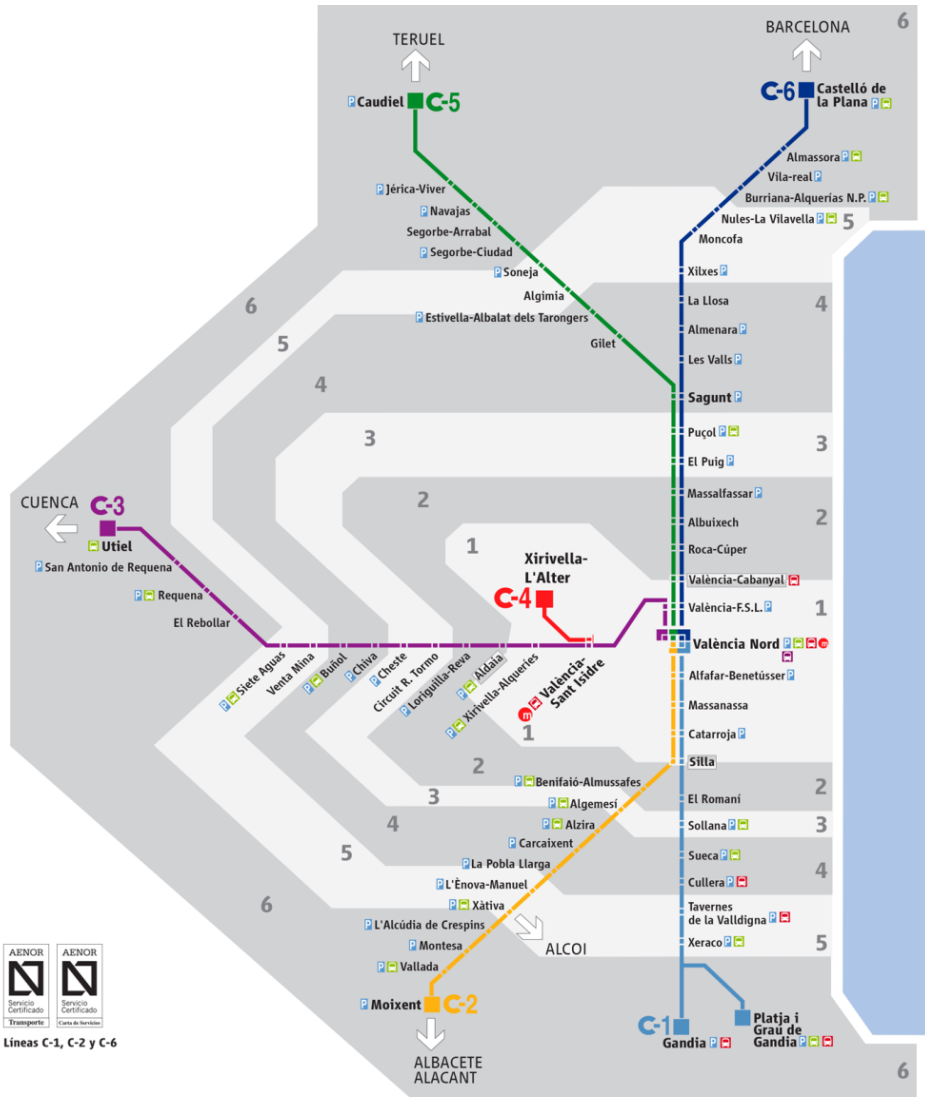 6
BARCELONA
TERUEL
C-6
Castelló de
la Plana
Caudiel
C-5
Almassora
Vila-real
Jérica-Viver
Burriana-Alquerías N.P.
Navajas
Nules-La Vilavella
5
Segorbe-Arrabal
Moncofa
Segorbe-Ciudad
Soneja
Xilxes
Algimia
La Llosa
4
6
Estivella-Albalat dels Tarongers
Almenara
5
Gilet
Les Valls
4
Sagunt
Puçol
3
3
El Puig
2
Massalfassar
2
CUENCA
C-3
Albuixech
Utiel
1
Roca-Cúper
Xirivella-
L'Alter
San Antonio de Requena
València-Cabanyal
C-4
Requena
València-F.S.L.
1
El Rebollar
València Nord
m
Siete Aguas
Venta Mina
Buñol
Chiva
Cheste
Circuit R. Tormo
Loriguilla-Reva
Aldaia
Xirivella-Alqueries
València-
Sant Isidre
m
Alfafar-Benetússer
Massanassa
1
Catarroja
Silla
2
Benifaió-Almussafes
2
3
Algemesí
El Romaní
4
Alzira
Sollana
3
5
Carcaixent
Sueca
La Pobla Llarga
4
L'Ènova-Manuel
Cullera
6
Xàtiva
Tavernes
de la Valldigna
L'Alcúdia de Crespins
Montesa
ALCOI
Xeraco
5
Vallada
Moixent
C-2
C-1
Gandia
Platja i
Grau de
Gandia
ALBACETE
ALACANT
6
AENOR
AENOR
Servicio
Certificado
Servicio
Certificado
Transporte
Carta de Servicios
Líneas C-1, C-2 y C-6